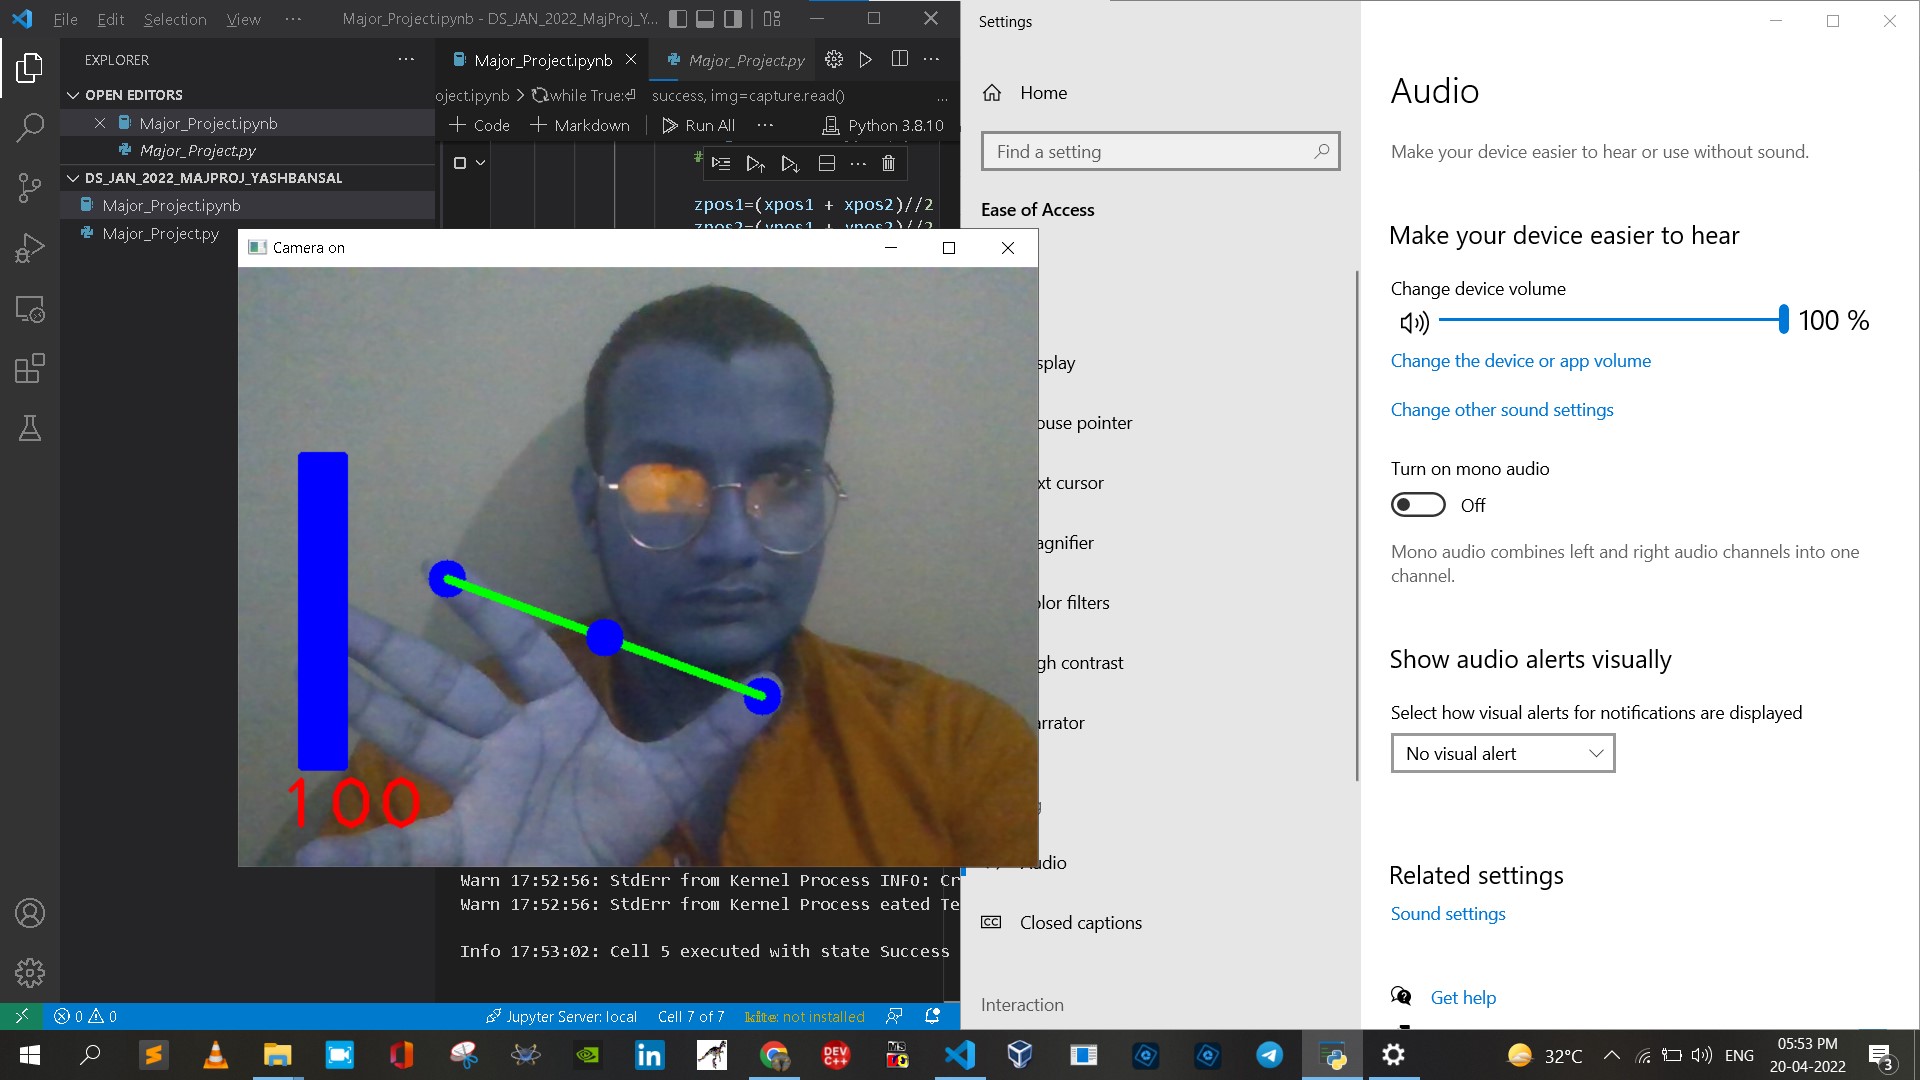 File Edit Selection View ··· Major_Project.ipynb - DS_JAN_2022_MajProj_Y...
EXPLORER
OPEN EDITORS
Major_Project.ipynb
Major_Project.py
DS_JAN_2022_MAJPROJ_YASHBANSAL
Major_Project.ipynb
Major_Project.py
Major_Project.ipynb Major_Project.py
oject.ipynb > while True: success, img=capture.read() ...
+ Code + Markdown Run All ··· Python 3.8.10
#
zpos1=(xpos1 + xpos2)//2
zpos2=(ypos1 + ypos2)//2
Camera on
100
Warn 17:52:56: StdErr from Kernel Process INFO: Cr
Warn 17:52:56: StdErr from Kernel Process eated Te
Info 17:53:02: Cell 5 executed with state Success
0 0 Jupyter Server: local Cell 7 of 7 kite: not installed
Settings
Home
Find a setting
Ease of Access
splay
ouse pointer
xt cursor
agnifier
olor filters
gh contrast
arrator
g
Audio
CC Closed captions
Interaction
Audio
Make your device easier to hear or use without sound.
Make your device easier to hear
Change device volume
100 %
Change the device or app volume
Change other sound settings
Turn on mono audio
Off
Mono audio combines left and right audio channels into one
channel.
Show audio alerts visually
Select how visual alerts for notifications are displayed
No visual alert
Related settings
Sound settings
Get help
DEV
C++
MS
32°C ENG 05:53 PM
20-04-2022
3